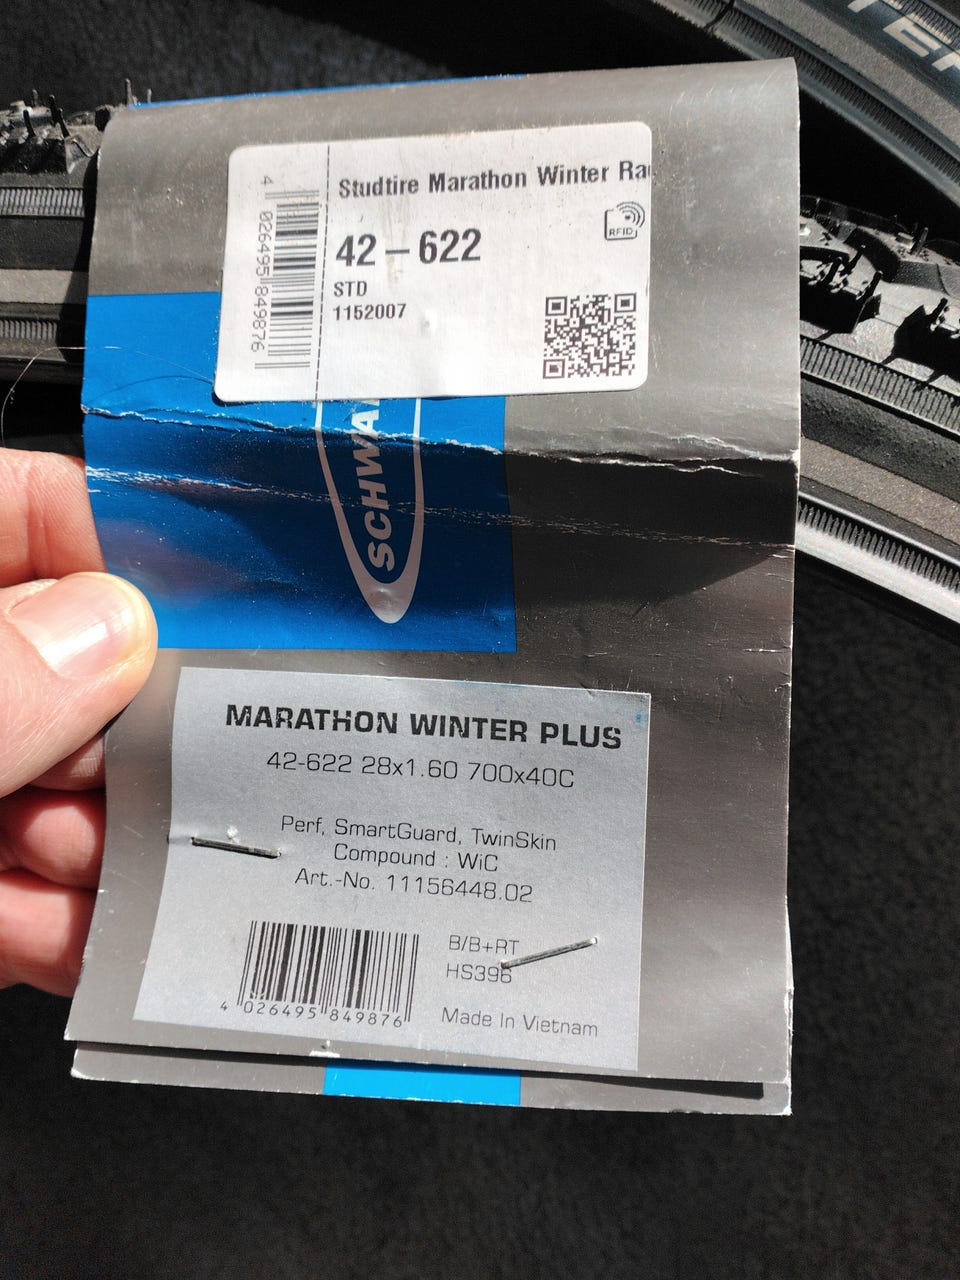 Studtire Marathon Winter
42-622
STD
1152007
RFID
4 026495 849876
SCHWAL
MARATHON WINTER PLUS
42-622 28x1.60 700x40C
Perf, SmartGuard, TwinSkin
Compound : WiC
Art.-No. 11156448.02
B/B+RT
HS396
4 026495 849876
Made In Vietnam